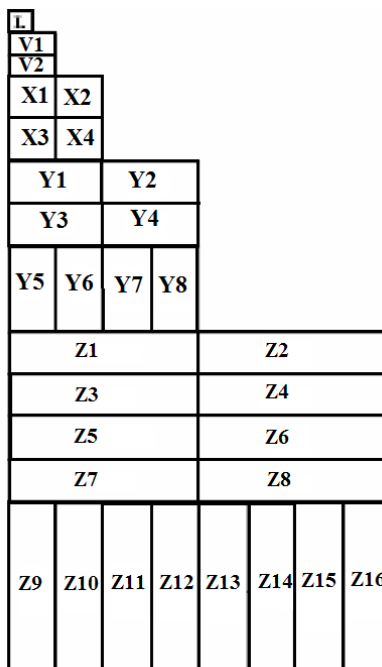 L
V1
V2
X1 X2
X3 X4
Y1 Y2
Y3 Y4
Y5 Y6 Y7 Y8
Z1 Z2
Z3 Z4
Z5 Z6
Z7 Z8
Z9 Z10 Z11 Z12 Z13 Z14 Z15 Z16